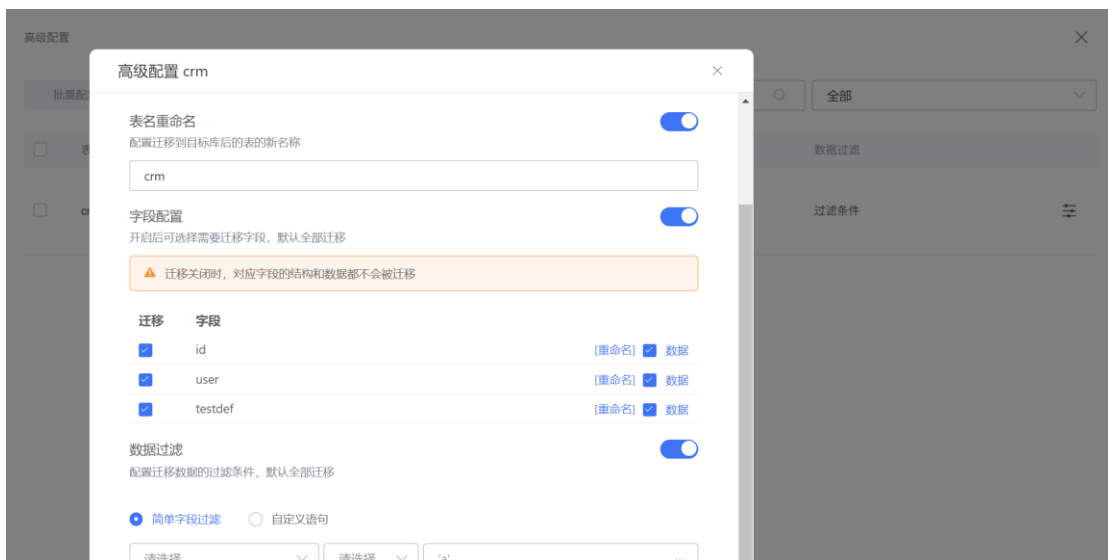 高级配置
高级配置 crm
批量配
全部
表名重命名
配置迁移到目标库后的表的新名称
数据过滤
crm
cr
过滤条件
字段配置
开启后可选择需要迁移字段，默认全部迁移
迁移关闭时，对应字段的结构和数据都不会被迁移
迁移 字段
id [重命名] 数据
user [重命名] 数据
testdef [重命名] 数据
数据过滤
配置迁移数据的过滤条件，默认全部迁移
简单字段过滤 自定义语句
请选择 请选择 'a' ...